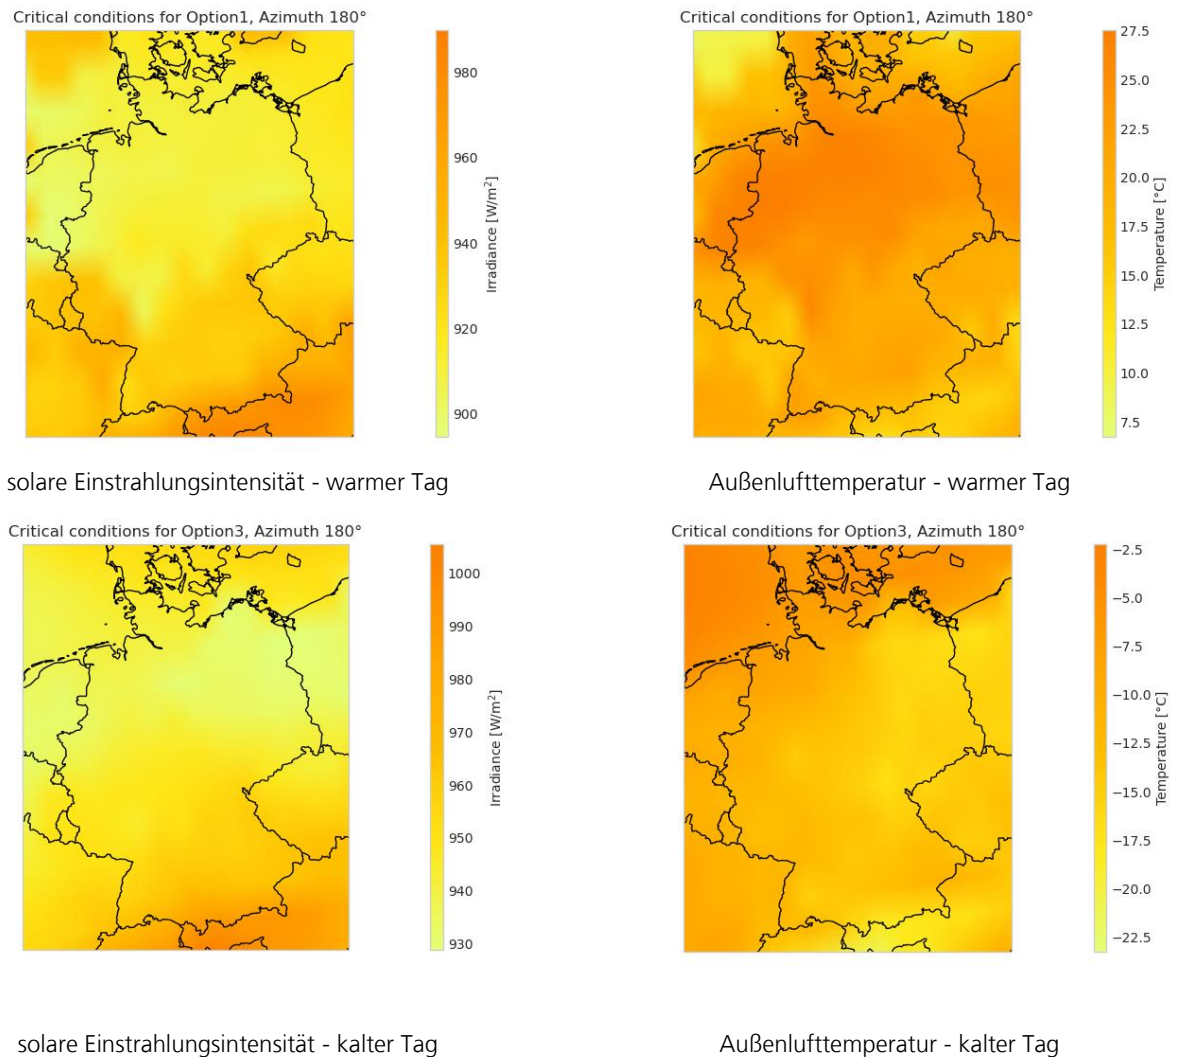 Critical conditions for Option1, Azimuth 180°
980
960
940
920
900
Irradiance [W/m²]
Critical conditions for Option1, Azimuth 180°
27.5
25.0
22.5
20.0
17.5
15.0
12.5
10.0
7.5
Temperature [°C]
solare Einstrahlungsintensität - warmer Tag
Außenlufttemperatur - warmer Tag
Critical conditions for Option3, Azimuth 180°
1000
990
980
970
960
950
940
930
Irradiance [W/m²]
Critical conditions for Option3, Azimuth 180°
−2.5
−5.0
−7.5
−10.0
−12.5
−15.0
−17.5
−20.0
−22.5
Temperature [°C]
solare Einstrahlungsintensität - kalter Tag
Außenlufttemperatur - kalter Tag